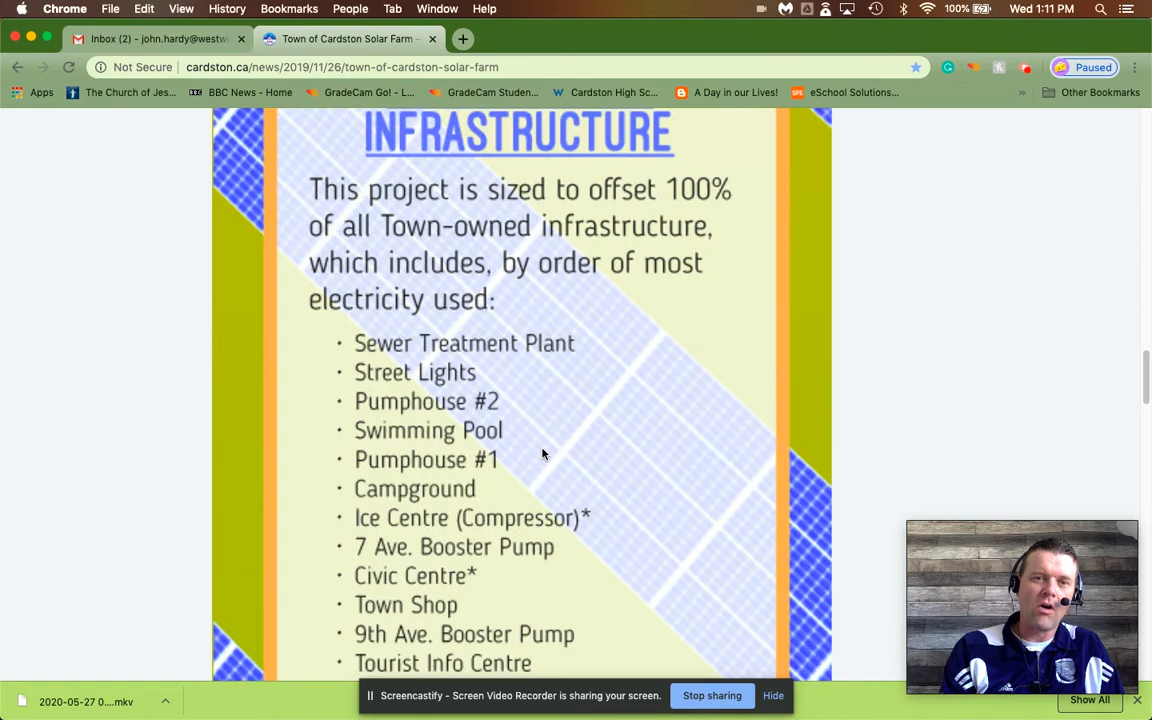 Chrome File Edit View History Bookmarks People Tab Window Help 100% Wed 1:11 PM
Inbox (2) - john.hardy@westwi Town of Cardston Solar Farm –
Not Secure cardston.ca/news/2019/11/26/town-of-cardston-solar-farm Paused
Apps The Church of Jes... BBC News - Home GradeCam Go! - L... GradeCam Studen... Cardston High Sc... A Day in our Lives! SFE eSchool Solutions... » Other Bookmarks
INFRASTRUCTURE
This project is sized to offset 100%
of all Town-owned infrastructure,
which includes, by order of most
electricity used:
· Sewer Treatment Plant
· Street Lights
· Pumphouse #2
· Swimming Pool
· Pumphouse #1
· Campground
· Ice Centre (Compressor)*
· 7 Ave. Booster Pump
· Civic Centre*
· Town Shop
· 9th Ave. Booster Pump
· Tourist Info Centre
Screencastify - Screen Video Recorder is sharing your screen. Stop sharing Hide
2020-05-27 0....mkv Show All